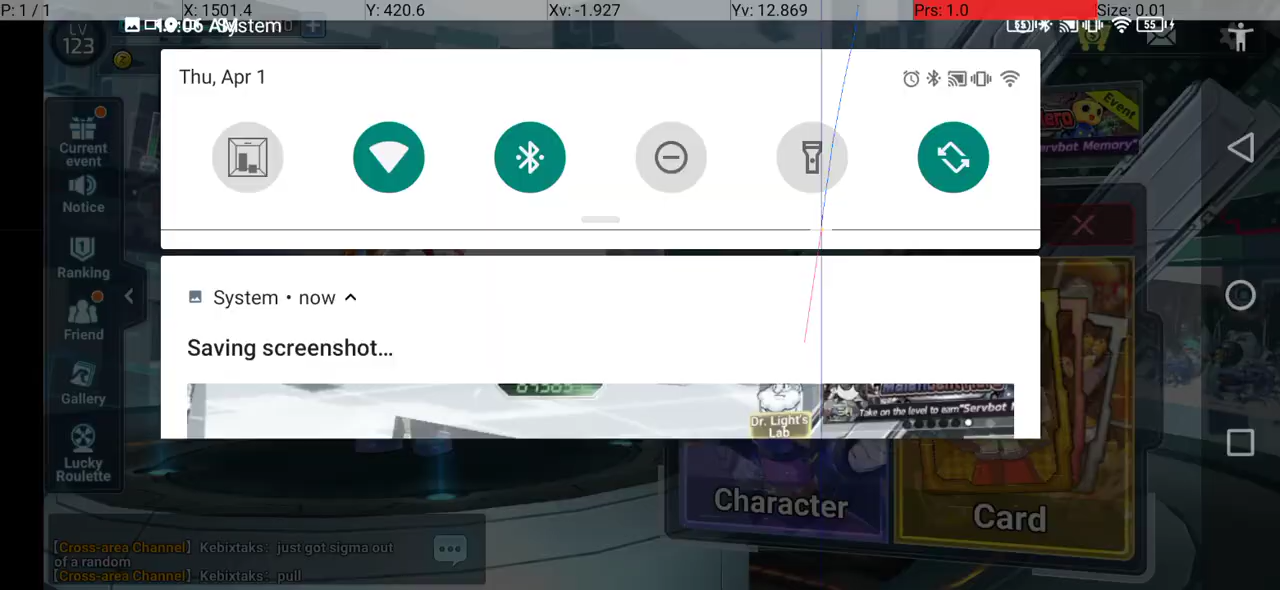 P: 1 / 1 X: 1501.4 Y: 420.6 Xv: -1.927 Yv: 12.869 Prs: 1.0 Size: 0.01
System
55 55
LV
123
Thu, Apr 1
Event
"Servbot Memory"
Current
event
Notice
Ranking
Friend
Gallery
Lucky
Roulette
System • now
Saving screenshot…
Dr. Light's
Lab
Take on the level to earn "Servbot
Character
Card
【Cross-area Channel】 Kebixtaks: just got sigma out
of a random
【Cross-area Channel】 Kebixtaks: pull